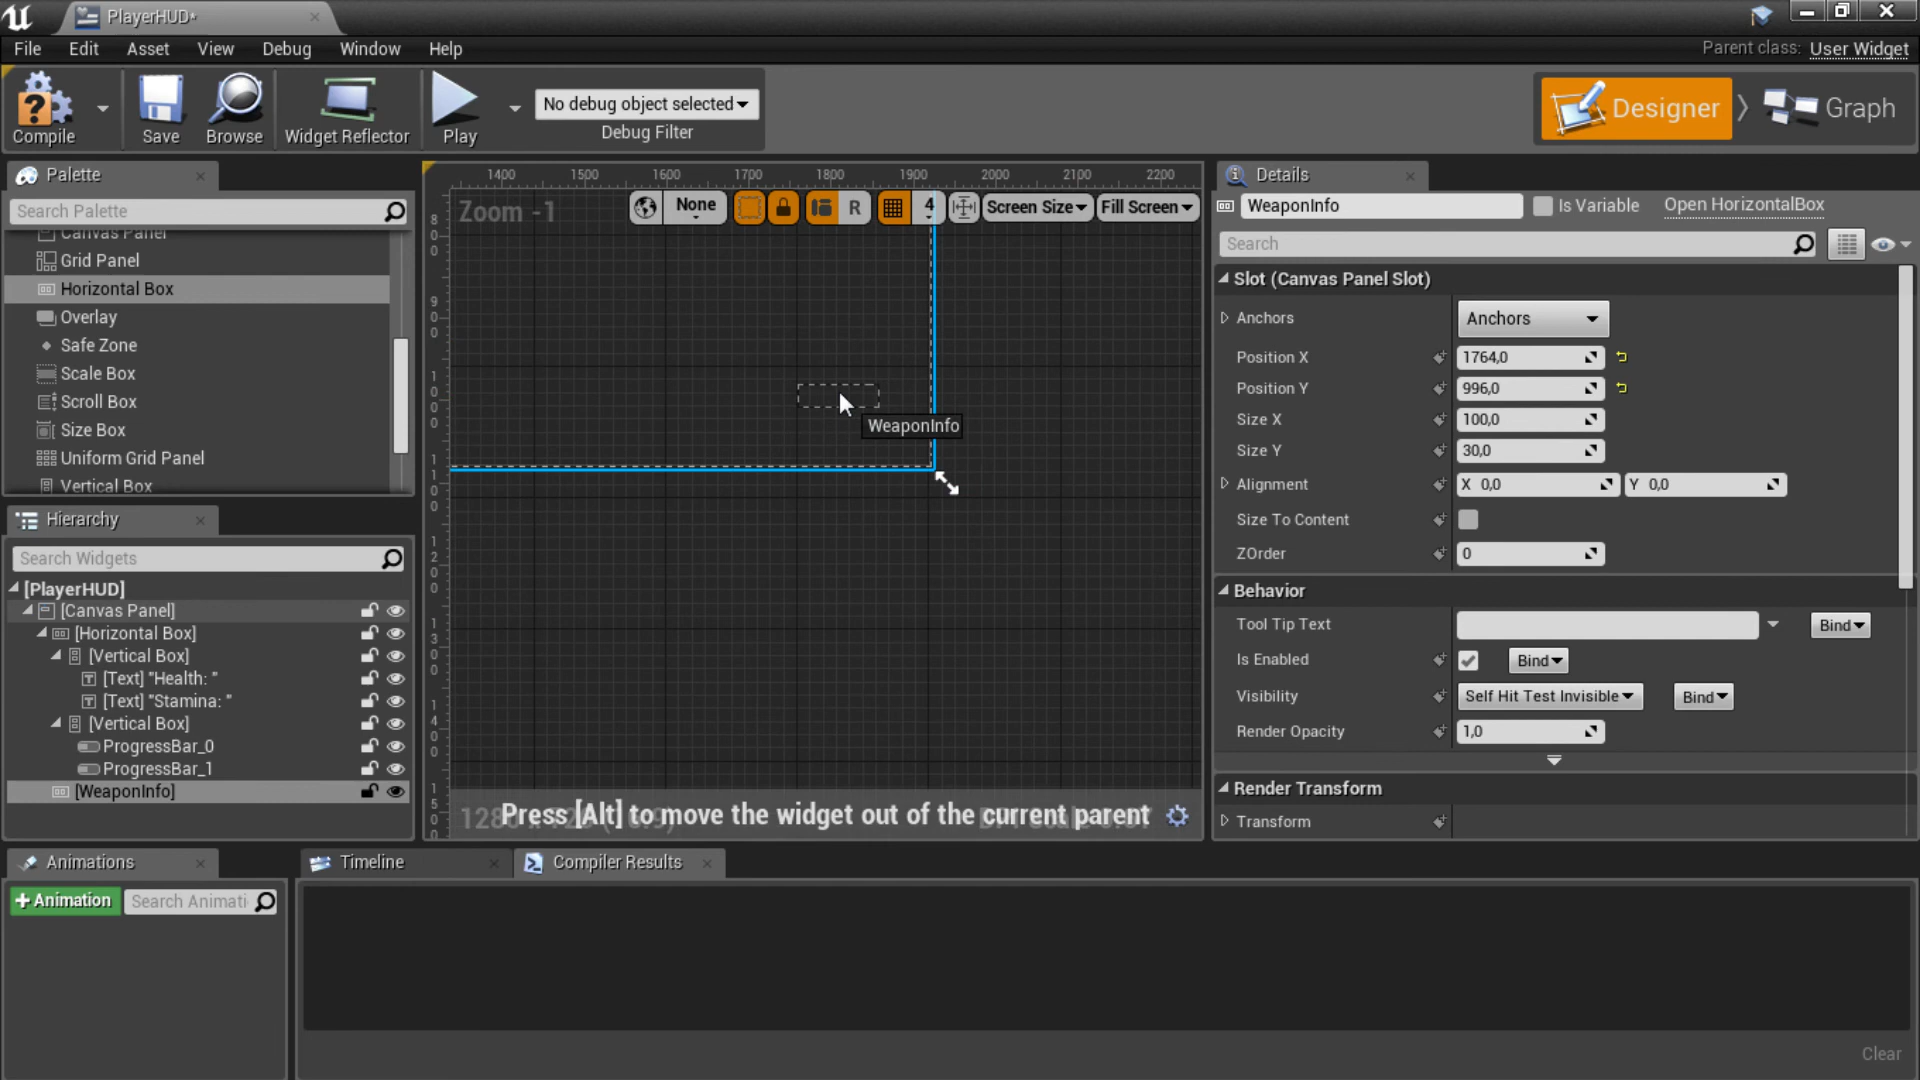 PlayerHUD*
File Edit Asset View Debug Window Help
Parent class: User Widget
Compile Save Browse Widget Reflector Play
No debug object selected
Debug Filter
Designer Graph
Palette
Search Palette
Canvas Panel
Grid Panel
Horizontal Box
Overlay
Safe Zone
Scale Box
Scroll Box
Size Box
Uniform Grid Panel
Vertical Box
Hierarchy
Search Widgets
[PlayerHUD]
[Canvas Panel]
[Horizontal Box]
[Vertical Box]
[Text] "Health: "
[Text] "Stamina: "
[Vertical Box]
ProgressBar_0
ProgressBar_1
[WeaponInfo]
1400 1500 1600 1700 1800 1900 2000 2100 2200
800
900
1000
1100
1200
1300
1400
Zoom -1
None R 4 Screen Size Fill Screen
WeaponInfo
Press [Alt] to move the widget out of the current parent
Details
WeaponInfo Is Variable Open HorizontalBox
Search
Slot (Canvas Panel Slot)
Anchors Anchors
Position X 1764,0
Position Y 996,0
Size X 100,0
Size Y 30,0
Alignment X 0,0 Y 0,0
Size To Content
ZOrder 0
Behavior
Tool Tip Text Bind
Is Enabled Bind
Visibility Self Hit Test Invisible Bind
Render Opacity 1,0
Render Transform
Transform
Animations
+ Animation Search Animati
Timeline Compiler Results
Clear